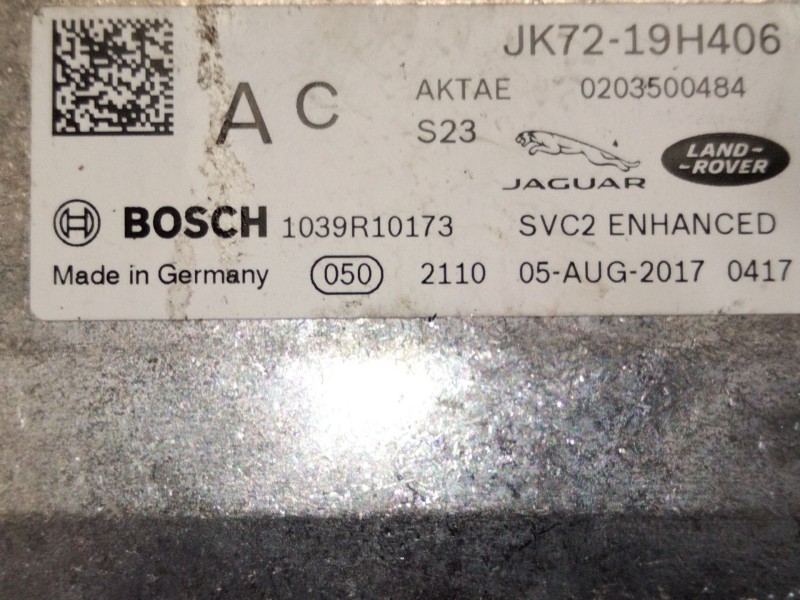 JK72-19H406
A C AKTAE 0203500484
S23
JAGUAR LAND-
-ROVER
BOSCH 1039R10173 SVC2 ENHANCED
Made in Germany 050 2110 05-AUG-2017 0417